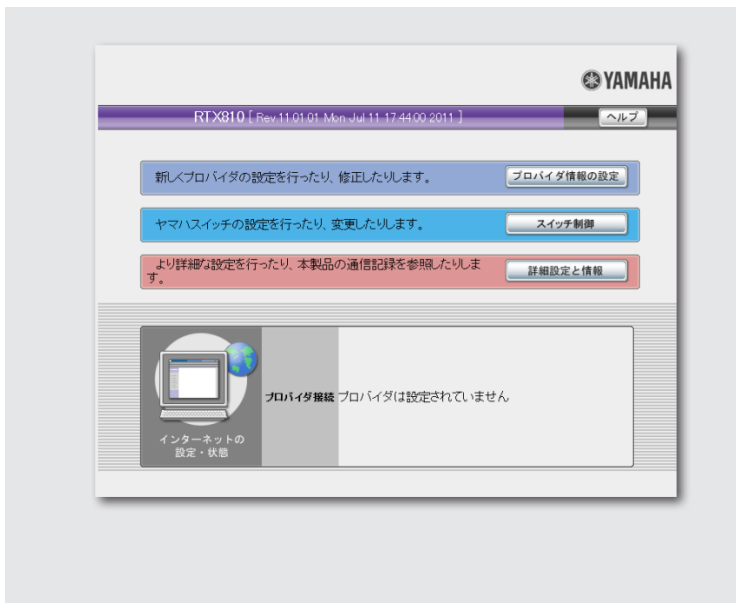 YAMAHA
RTX810 [ Rev.11.01.01 Mon Jul 11 17:44:00 2011 ]
ヘルプ
新しくプロバイダの設定を行ったり、修正したりします。
プロバイダ情報の設定
ヤマハスイッチの設定を行ったり、変更したりします。
スイッチ制御
より詳細な設定を行ったり、本製品の通信記録を参照したりしま
す。
詳細設定と情報
プロバイダ接続
プロバイダは設定されていません
インターネットの
設定・状態